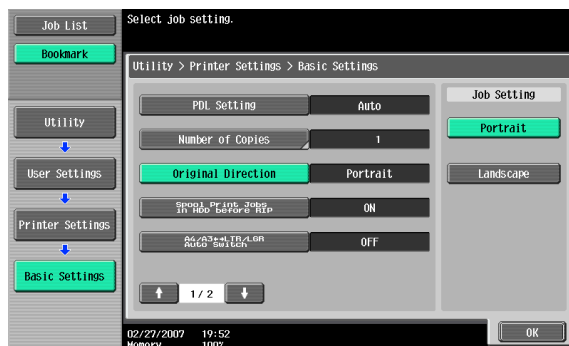 Job List
Bookmark
Utility
User Settings
Printer Settings
Basic Settings
Select job setting.
Utility > Printer Settings > Basic Settings
PDL Setting
Auto
Number of Copies
1
Original Direction
Portrait
Spool Print Jobs
in HDD before RIP
ON
A4/A3↔LTR/LGR
Auto Switch
OFF
1/ 2
Job Setting
Portrait
Landscape
02/27/2007 19:52
Memory 100%
OK